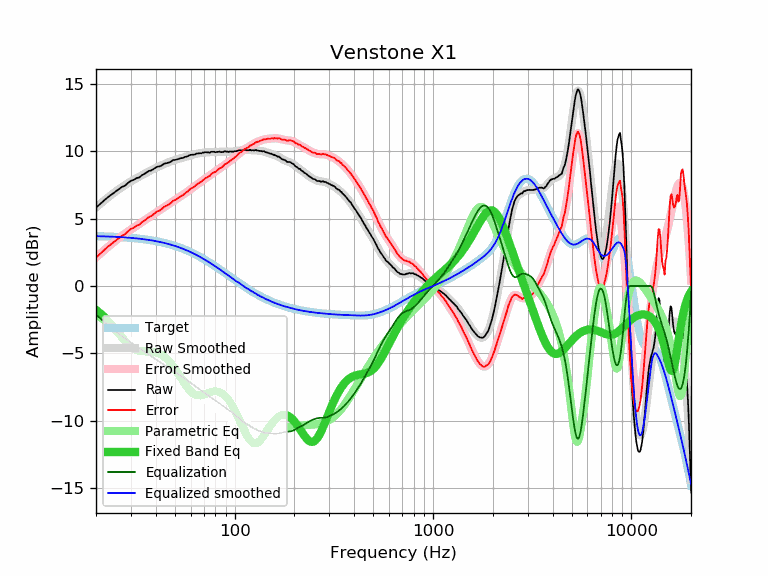 Venstone X1
Amplitude (dBr)
15
10
5
0
−5
−10
−15
Target
Raw Smoothed
Error Smoothed
Raw
Error
Parametric Eq
Fixed Band Eq
Equalization
Equalized smoothed
100
1000
10000
Frequency (Hz)